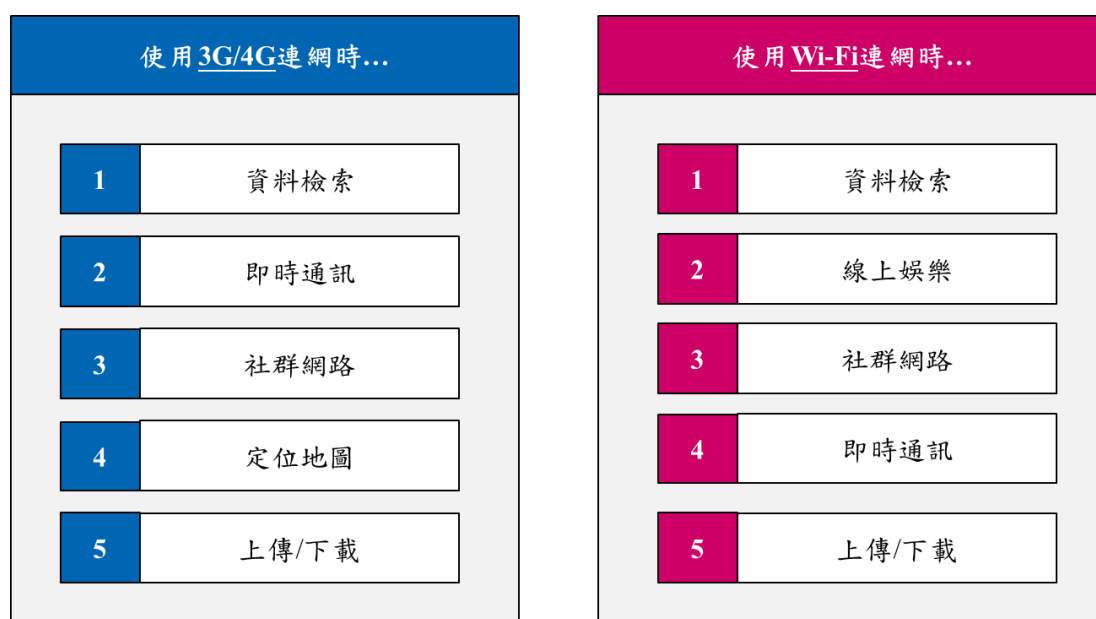 使用3G/4G連網時...
1 資料檢索
2 即時通訊
3 社群網路
4 定位地圖
5 上傳/下載
使用Wi-Fi連網時...
1 資料檢索
2 線上娛樂
3 社群網路
4 即時通訊
5 上傳/下載